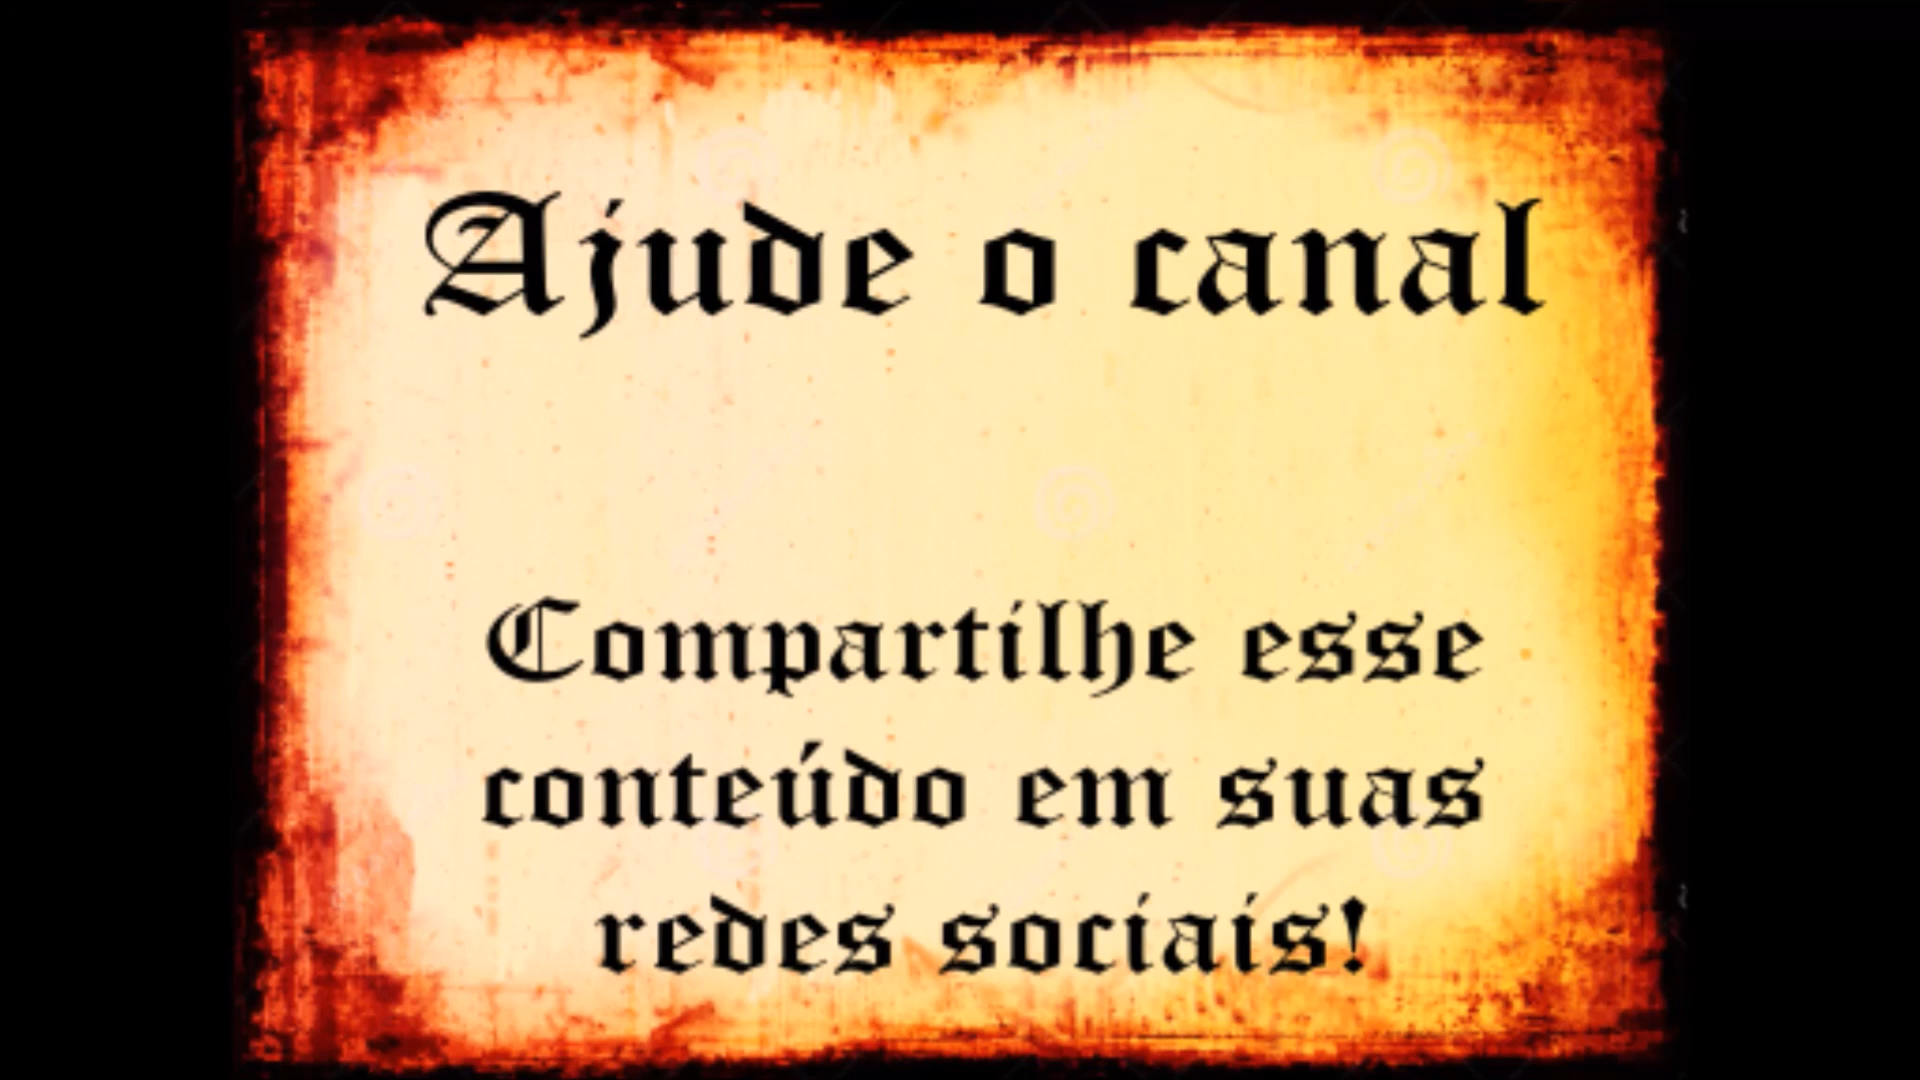 Ajude o canal
Compartilhe esse
conteúdo em suas
redes sociais!